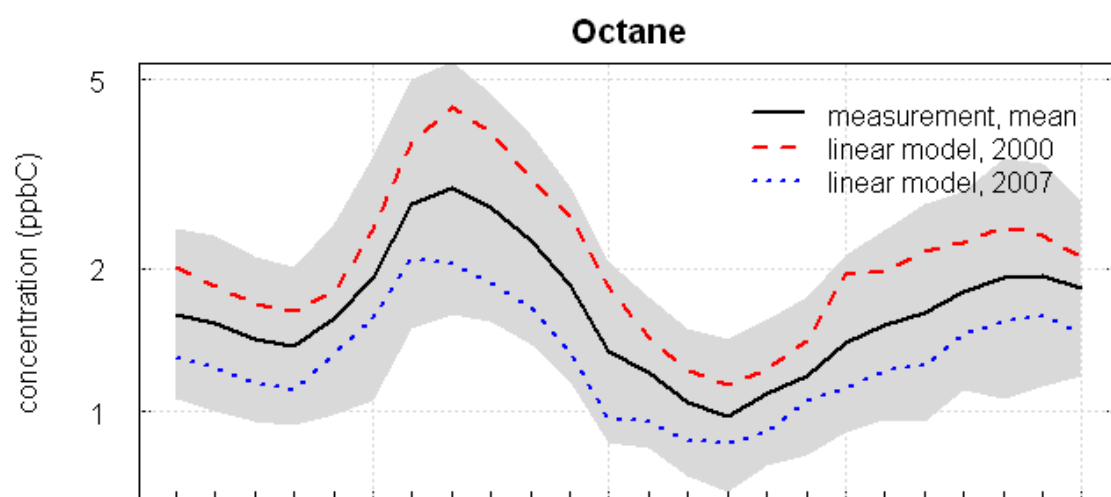 Octane
5
2
1
concentration (ppbC)
measurement, mean
linear model, 2000
linear model, 2007